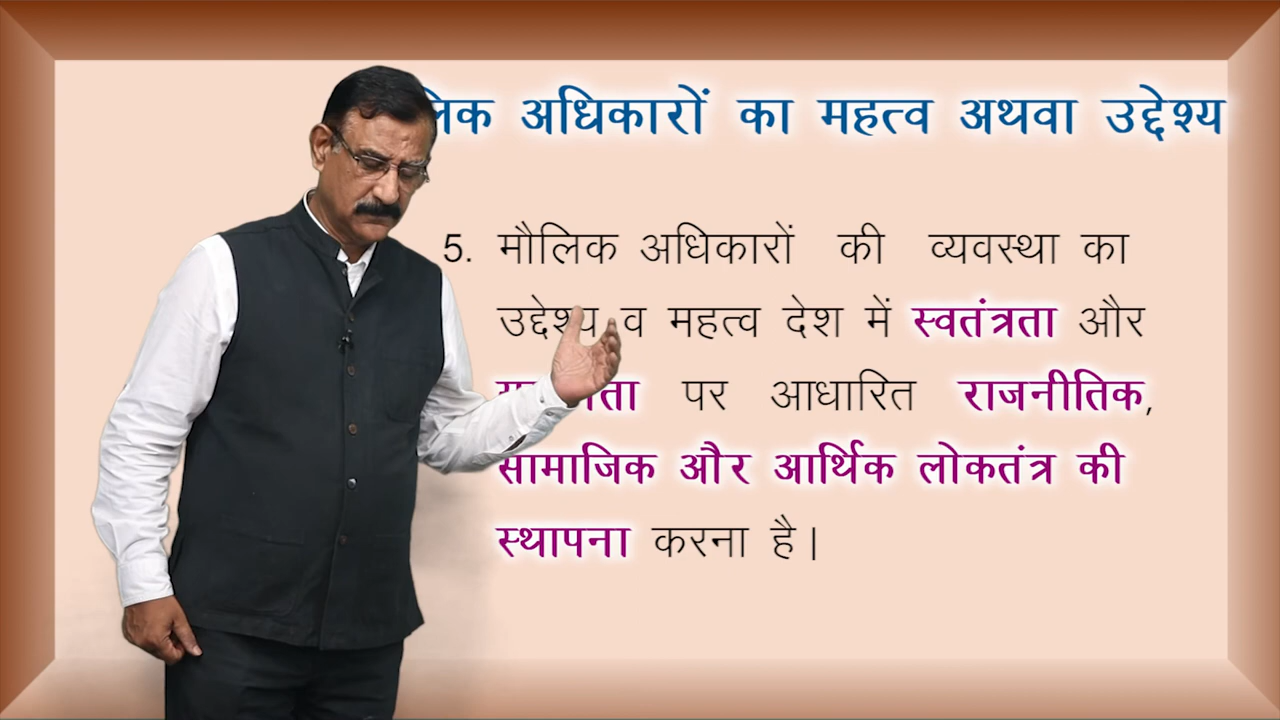 अधिकारों का महत्व अथवा उद्देश्य
5. मौलिक अधिकारों की व्यवस्था का
उद्देश्य व महत्व देश में स्वतंत्रता और
पर आधारित राजनीतिक,
सामाजिक और आर्थिक लोकतंत्र की
स्थापना करना है।